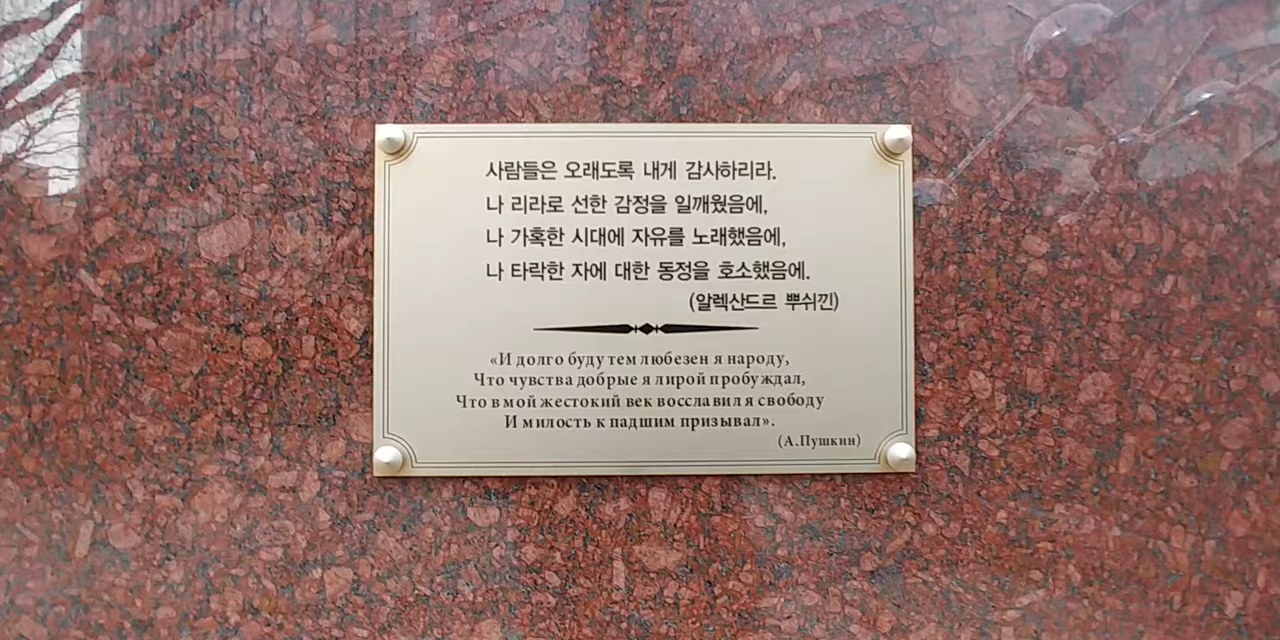 사람들은 오래도록 내게 감사하리라.
나 리라로 선한 감정을 일깨웠음에,
나 가혹한 시대에 자유를 노래했음에,
나 타락한 자에 대한 동정을 호소했음에.
(알렉산드르 뿌쉬낀)
«И долго буду тем любезен я народу,
Что чувства добрые я лирой пробуждал,
Что в мой жестокий век восславил я свободу
И милость к падшим призывал».
(А.Пушкин)